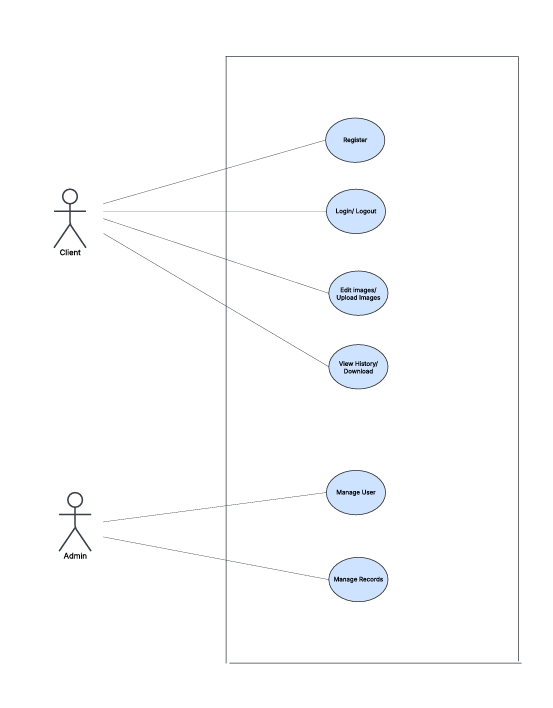 Register
Login/ Logout
Client
Edit images/
Upload Images
View History/
Download
Manage User
Admin
Manage Records